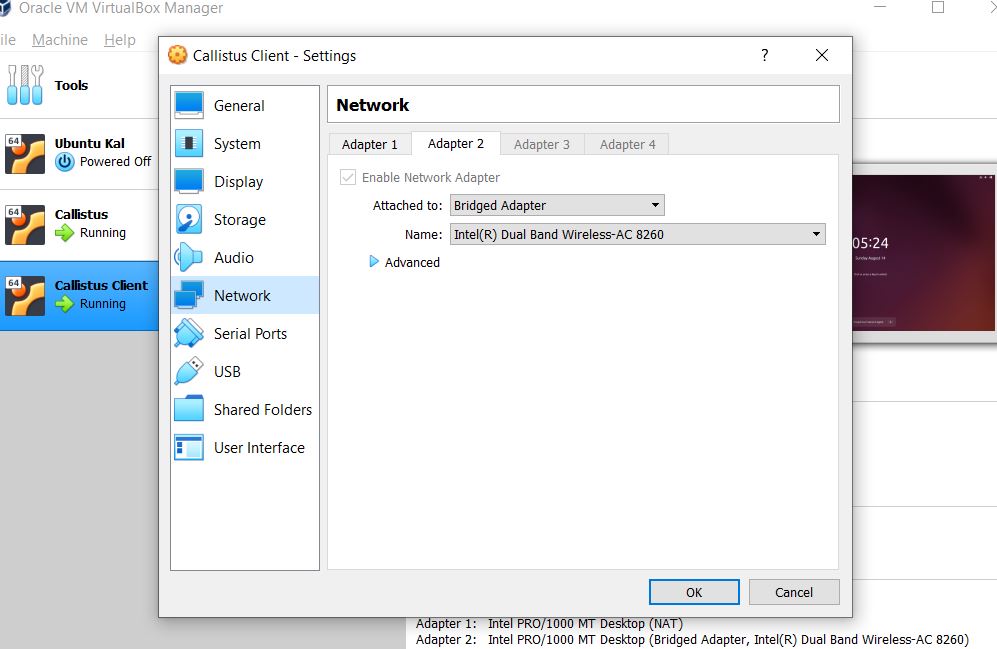 Oracle VM VirtualBox Manager
ile Machine Help
Callistus Client - Settings
?
Tools
64
Ubuntu Kal
Powered Off
64
Callistus
Running
64
Callistus Client
Running
General
System
Display
Storage
Audio
Network
Serial Ports
USB
Shared Folders
User Interface
Network
Adapter 1 Adapter 2 Adapter 3 Adapter 4
Enable Network Adapter
Attached to: Bridged Adapter
Name: Intel(R) Dual Band Wireless-AC 8260
Advanced
OK Cancel
05:24
Sunday August 14
Adapter 1: Intel PRO/1000 MT Desktop (NAT)
Adapter 2: Intel PRO/1000 MT Desktop (Bridged Adapter, Intel(R) Dual Band Wireless-AC 8260)